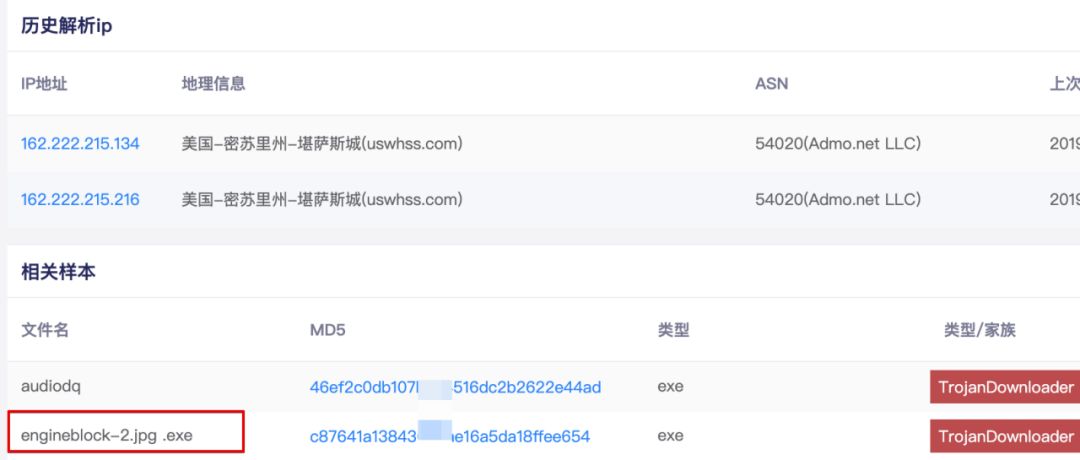 历史解析ip
IP地址 地理信息 ASN 上次
162.222.215.134 美国-密苏里州-堪萨斯城(uswhss.com) 54020(Admo.net LLC) 2019
162.222.215.216 美国-密苏里州-堪萨斯城(uswhss.com) 54020(Admo.net LLC) 2019
相关样本
文件名 MD5 类型 类型/家族
audiodq 46ef2c0db107 516dc2b2622e44ad exe TrojanDownloader
engineblock-2.jpg .exe c87641a13843 e16a5da18ffee654 exe TrojanDownloader